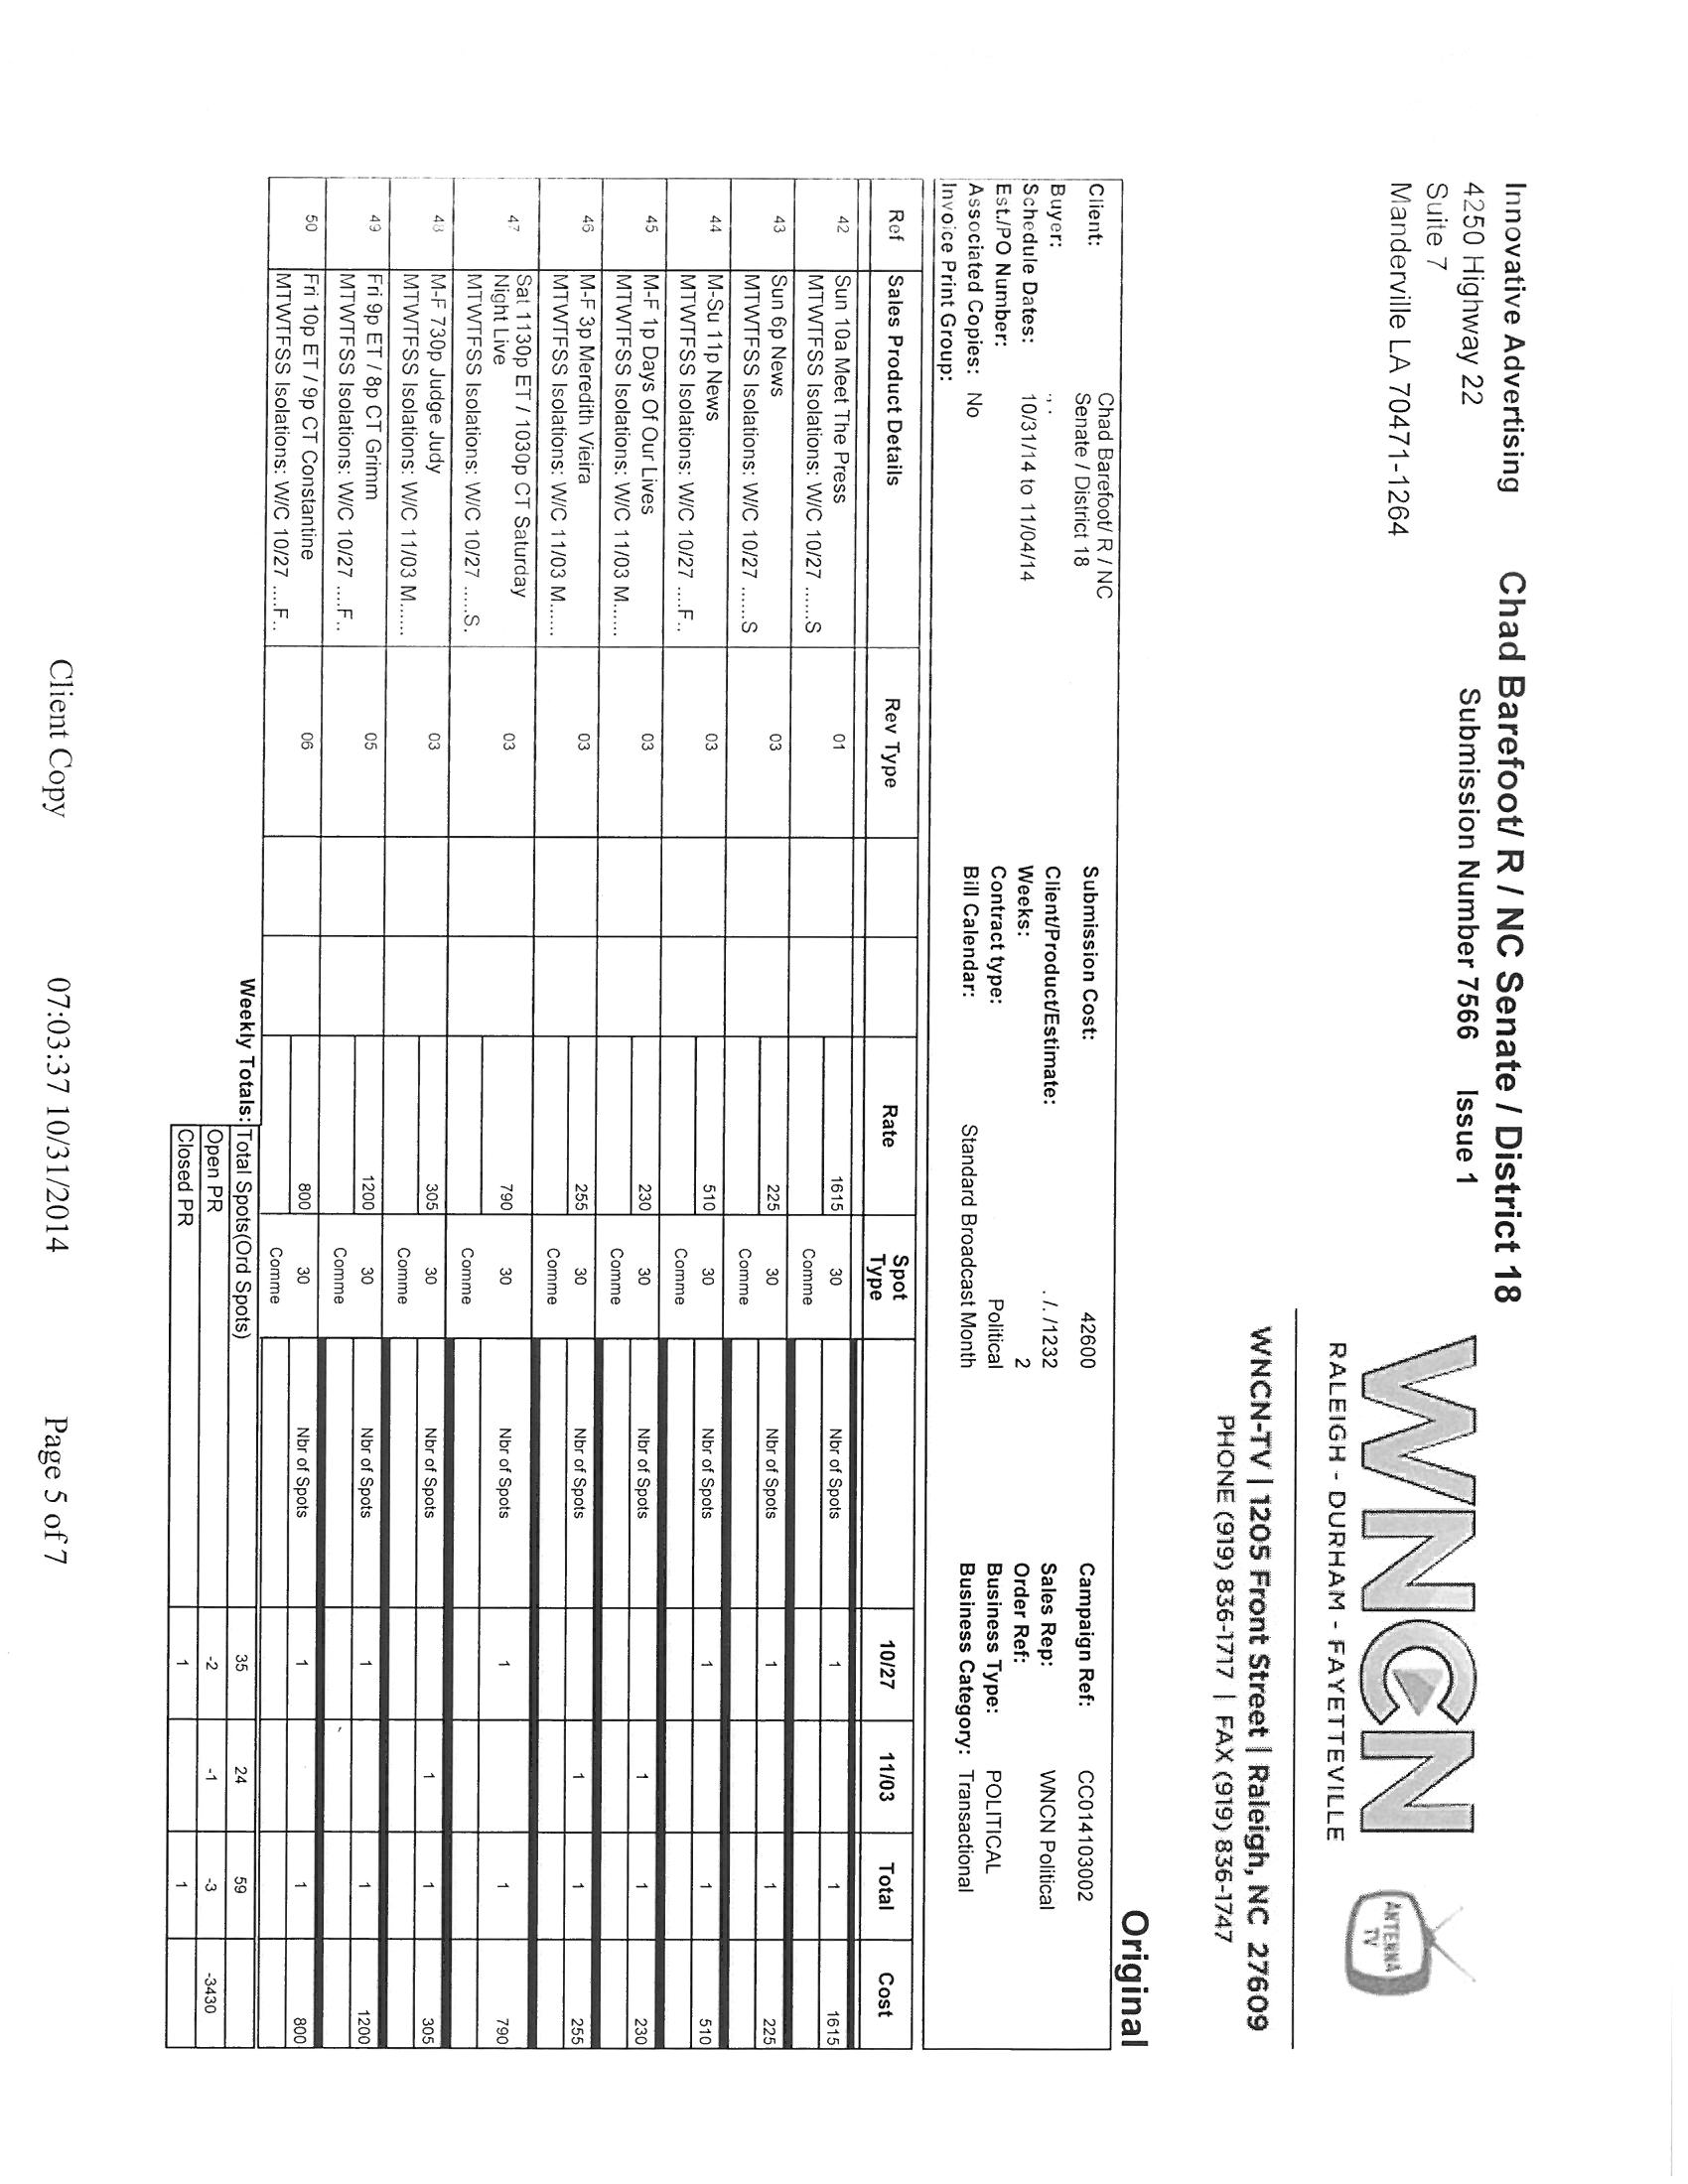 Innovative Advertising
4250 Highway 22
Suite 7
Manderville LA 70471-1264
Chad Barefoot/ R / NC Senate / District 18
Submission Number 7566 Issue 1
WNCN
RALEIGH - DURHAM - FAYETTEVILLE
ANTENNA
TV
WNCN-TV | 1205 Front Street | Raleigh, NC 27609
PHONE (919) 836-1717 | FAX (919) 836-1747
Original
Client: Chad Barefoot/ R / NC Senate / District 18
Buyer: , .
Schedule Dates: 10/31/14 to 11/04/14
Est./PO Number:
Associated Copies: No
Invoice Print Group:
Submission Cost: 42600
Client/Product/Estimate: . /. /1232
Weeks: 2
Contract type: Political
Bill Calendar: Standard Broadcast Month
Campaign Ref: CC014103002
Sales Rep: WNCN Political
Order Ref:
Business Type: POLITICAL
Business Category: Transactional
Ref Sales Product Details Rev Type Rate Spot Type 10/27 11/03 Total Cost
42 Sun 10a Meet The Press 01 1615 30 Nbr of Spots 1 1 1615
MTWTFSS Isolations: W/C 10/27 ......S Comme
43 Sun 6p News 03 225 30 Nbr of Spots 1 1 225
MTWTFSS Isolations: W/C 10/27 ......S Comme
44 M-Su 11p News 03 510 30 Nbr of Spots 1 1 510
MTWTFSS Isolations: W/C 10/27 ....F.. Comme
45 M-F 1p Days Of Our Lives 03 230 30 Nbr of Spots 1 1 230
MTWTFSS Isolations: W/C 11/03 M...... Comme
46 M-F 3p Meredith Vieira 03 255 30 Nbr of Spots 1 1 255
MTWTFSS Isolations: W/C 11/03 M...... Comme
47 Sat 1130p ET / 1030p CT Saturday
Night Live 03 790 30 Nbr of Spots 1 1 790
MTWTFSS Isolations: W/C 10/27 .....S. Comme
48 M-F 730p Judge Judy 03 305 30 Nbr of Spots 1 1 305
MTWTFSS Isolations: W/C 11/03 M...... Comme
49 Fri 9p ET / 8p CT Grimm 05 1200 30 Nbr of Spots 1 1 1200
MTWTFSS Isolations: W/C 10/27 ....F.. Comme
50 Fri 10p ET / 9p CT Constantine 06 800 30 Nbr of Spots 1 1 800
MTWTFSS Isolations: W/C 10/27 ....F.. Comme
Weekly Totals: Total Spots(Ord Spots) 35 24 59
Open PR -2 -1 -3 -3430
Closed PR 1 1
Client Copy 07:03:37 10/31/2014 Page 5 of 7